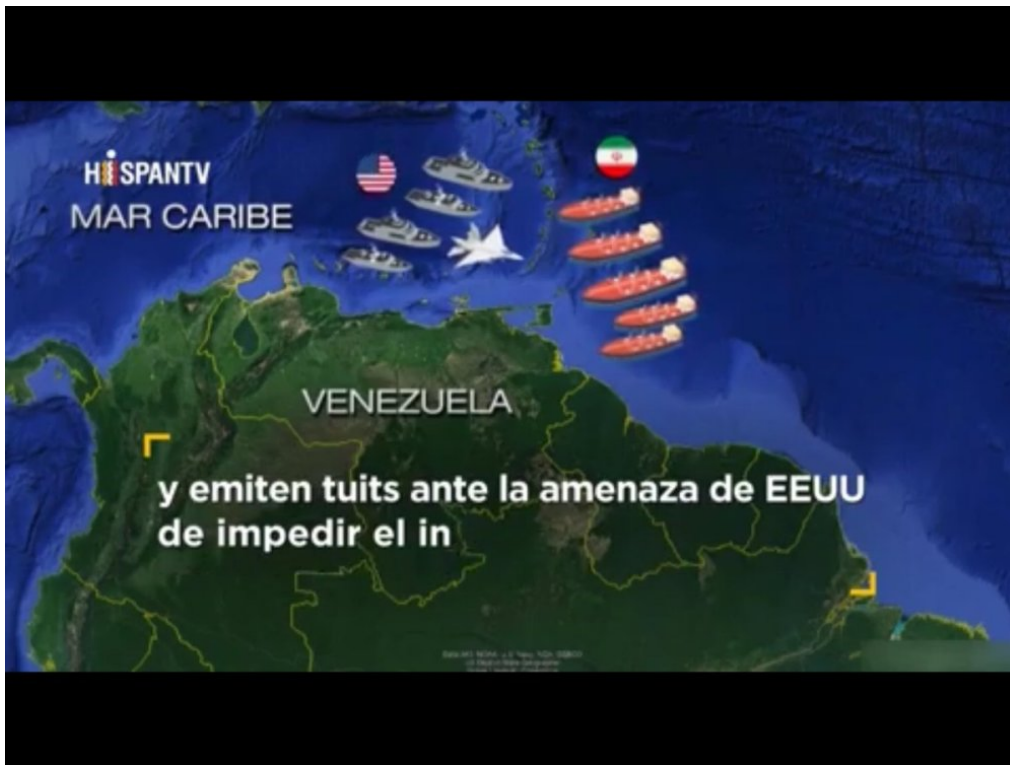 HISPANTV
MAR CARIBE
VENEZUELA
y emiten tuits ante la amenaza de EEUU
de impedir el in